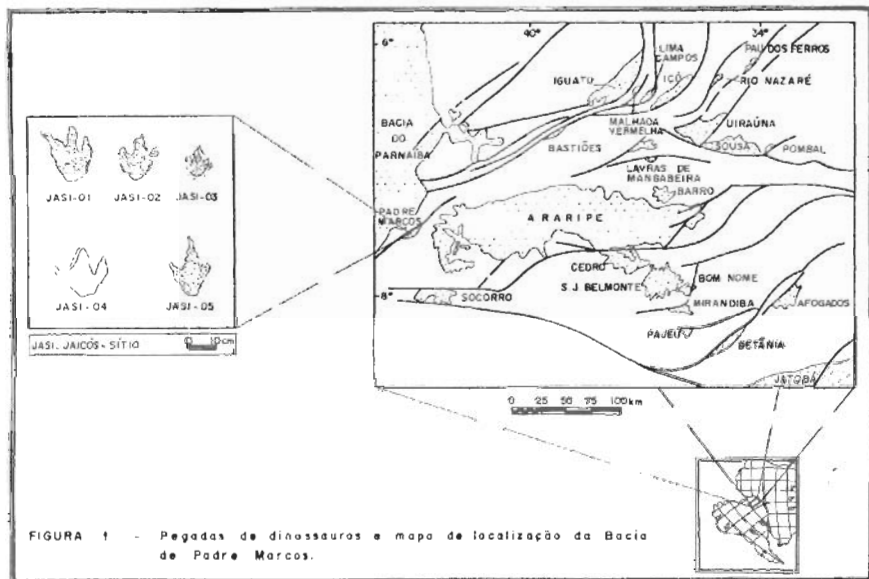 40°
34°
6°
LIMA
CAMPOS
PAU DOS FERROS
IGUATU
ICÓ
RIO NAZARÉ
BACIA
DO
PARNAÍBA
MALHADA
VERMELHA
UIRAÚNA
BASTIÕES
SOUSA
POMBAL
LAVRAS DE
MANGABEIRA
BARRO
PADRE
MARCOS
ARARIPE
CEDRO
BOM NOME
S.J. BELMONTE
8°
SOCORRO
MIRANDIBA
AFOGADOS
PAJEÚ
BETÂNIA
JATOBÁ
0 25 50 75 100km
JASI-01 JASI-02 JASI-03
JASI-04 JASI-05
JASI. JAICÓS - SÍTIO 0 10cm
FIGURA 1 - Pegadas de dinossauros e mapa de localização da Bacia
de Padre Marcos.